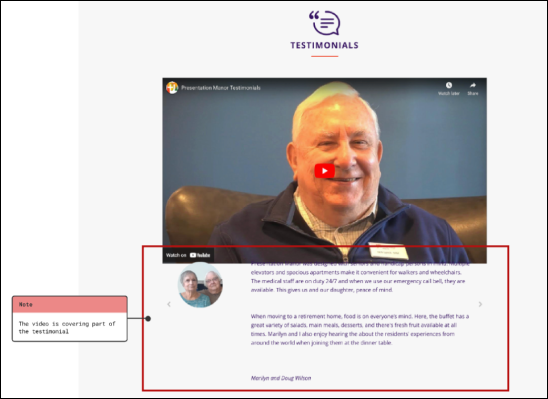 TESTIMONIALS
Presentation Manor Testimonials
Watch later
Share
Watch on YouTube
elevators and spacious apartments make it convenient for walkers and wheelchairs.
The medical staff are on duty 24/7 and when we use our emergency call bell, they are
available. This gives us and our daughter, peace of mind.
Note
The video is covering part of
the testimonial
When moving to a retirement home, food is on everyone's mind. Here, the buffet has a
great variety of salads, main meals, desserts, and there's fresh fruit available at all
times. Marilyn and I also enjoy hearing the about the residents' experiences from
around the world when joining them at the dinner table.
Marilyn and Doug Wilson